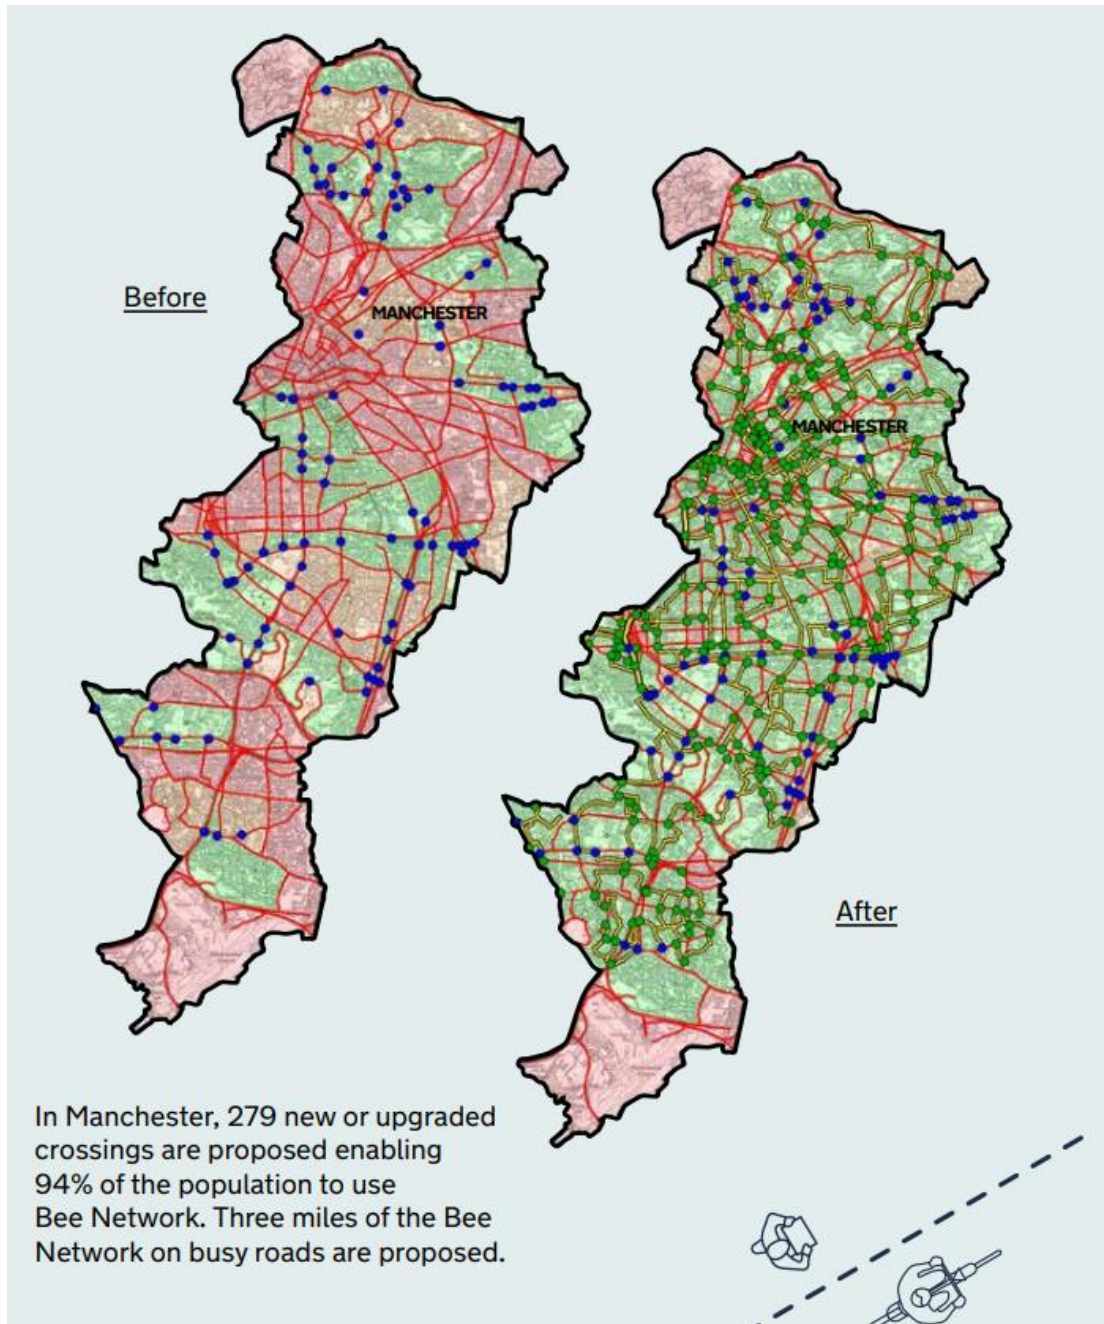 Before
MANCHESTER
MANCHESTER
After
In Manchester, 279 new or upgraded
crossings are proposed enabling
94% of the population to use
Bee Network. Three miles of the Bee
Network on busy roads are proposed.